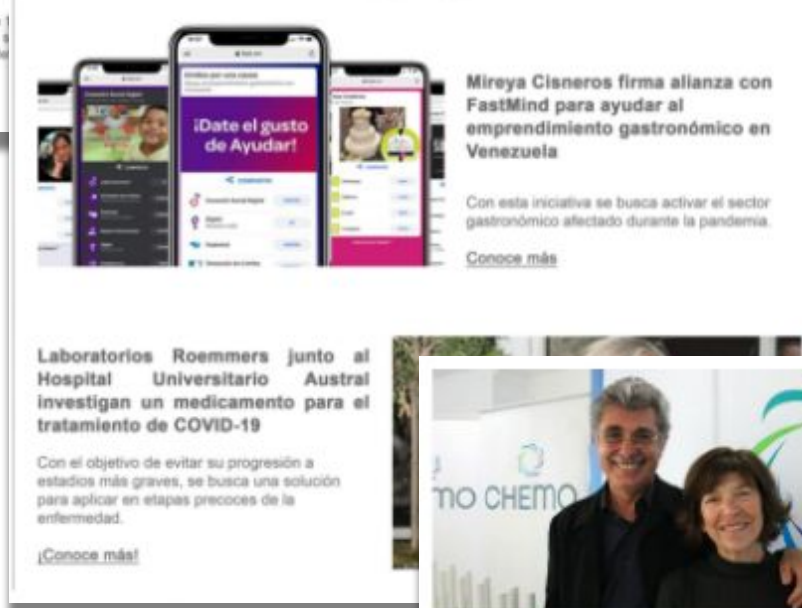 ¡Date el gusto
de Ayudar!
Mireya Cisneros firma alianza con
FastMind para ayudar al
emprendimiento gastronómico en
Venezuela
Con esta iniciativa se busca activar el sector
gastronómico afectado durante la pandemia.
Conoce más
Laboratorios Roemmers junto al
Hospital Universitario Austral
investigan un medicamento para el
tratamiento de COVID-19
Con el objetivo de evitar su progresión a
estadios más graves, se busca una solución
para aplicar en etapas precoces de la
enfermedad.
¡Conoce más!
MO CHEMO